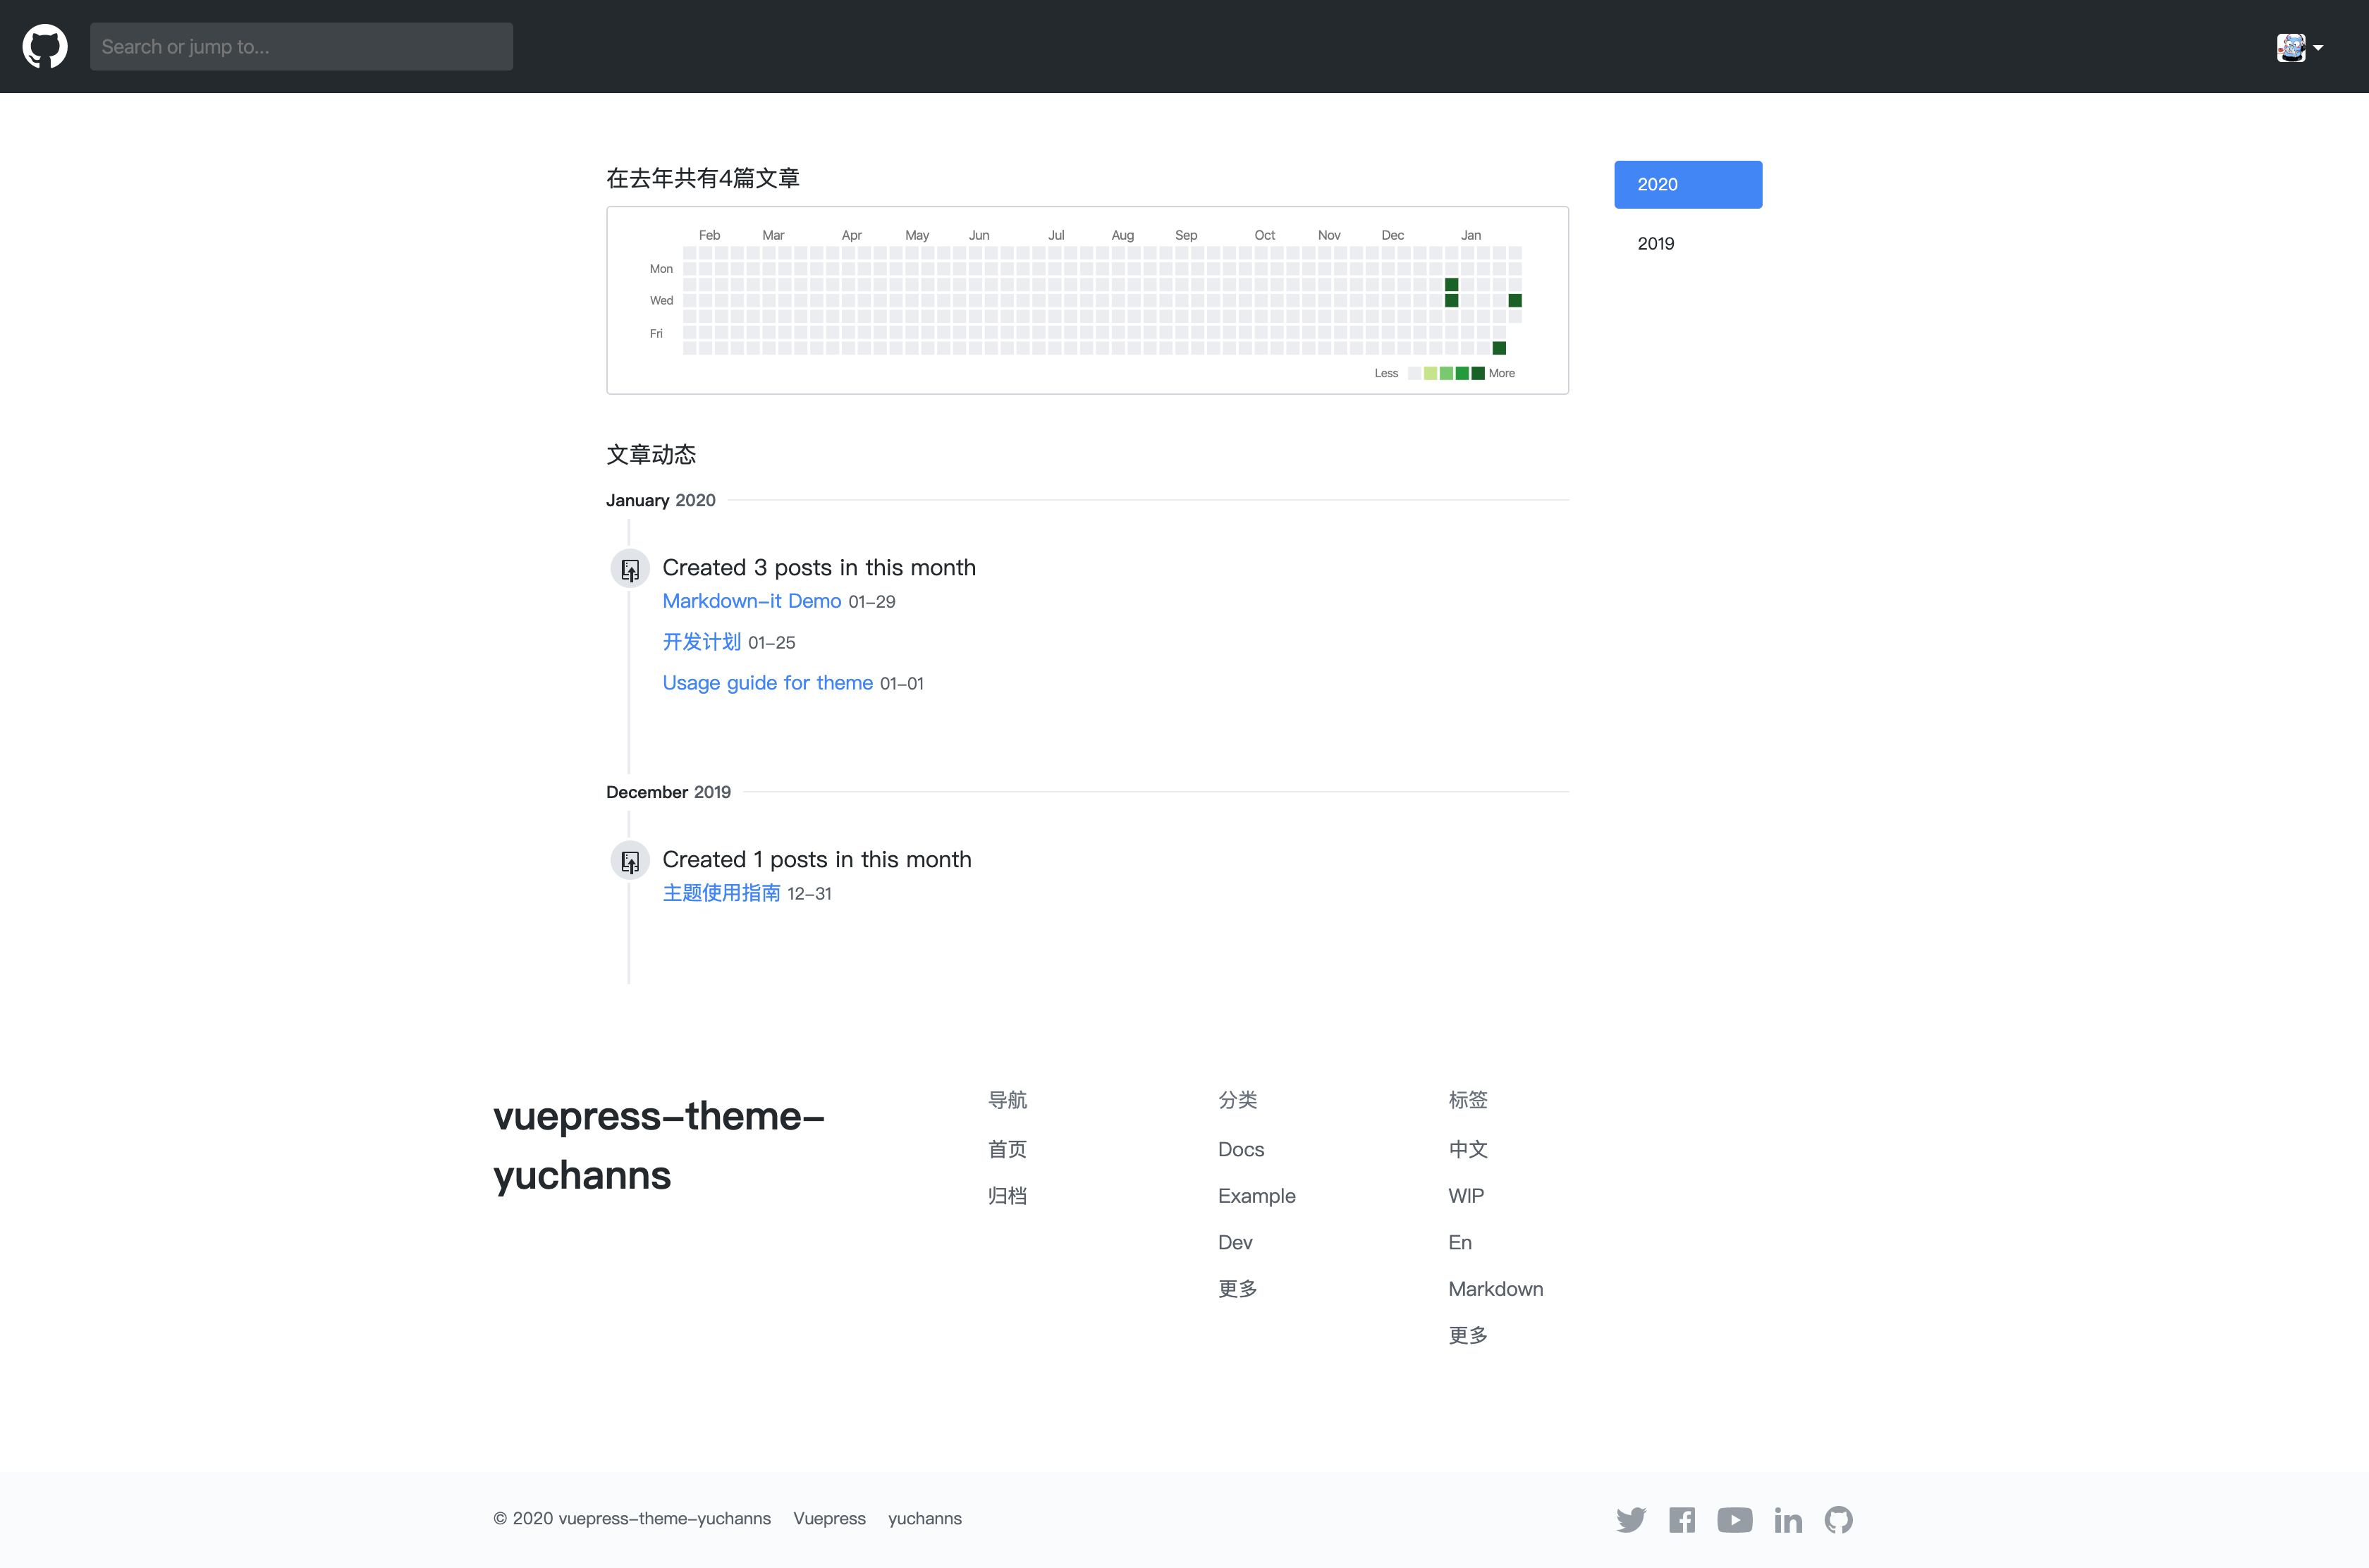 Search or jump to...
在去年共有4篇文章
2020
2019
Feb Mar Apr May Jun Jul Aug Sep Oct Nov Dec Jan
Mon
Wed
Fri
Less More
文章动态
January 2020
Created 3 posts in this month
Markdown-it Demo 01-29
开发计划 01-25
Usage guide for theme 01-01
December 2019
Created 1 posts in this month
主题使用指南 12-31
vuepress-theme-
yuchanns
导航
首页
归档
分类
Docs
Example
Dev
更多
标签
中文
WIP
En
Markdown
更多
© 2020 vuepress-theme-yuchanns Vuepress yuchanns